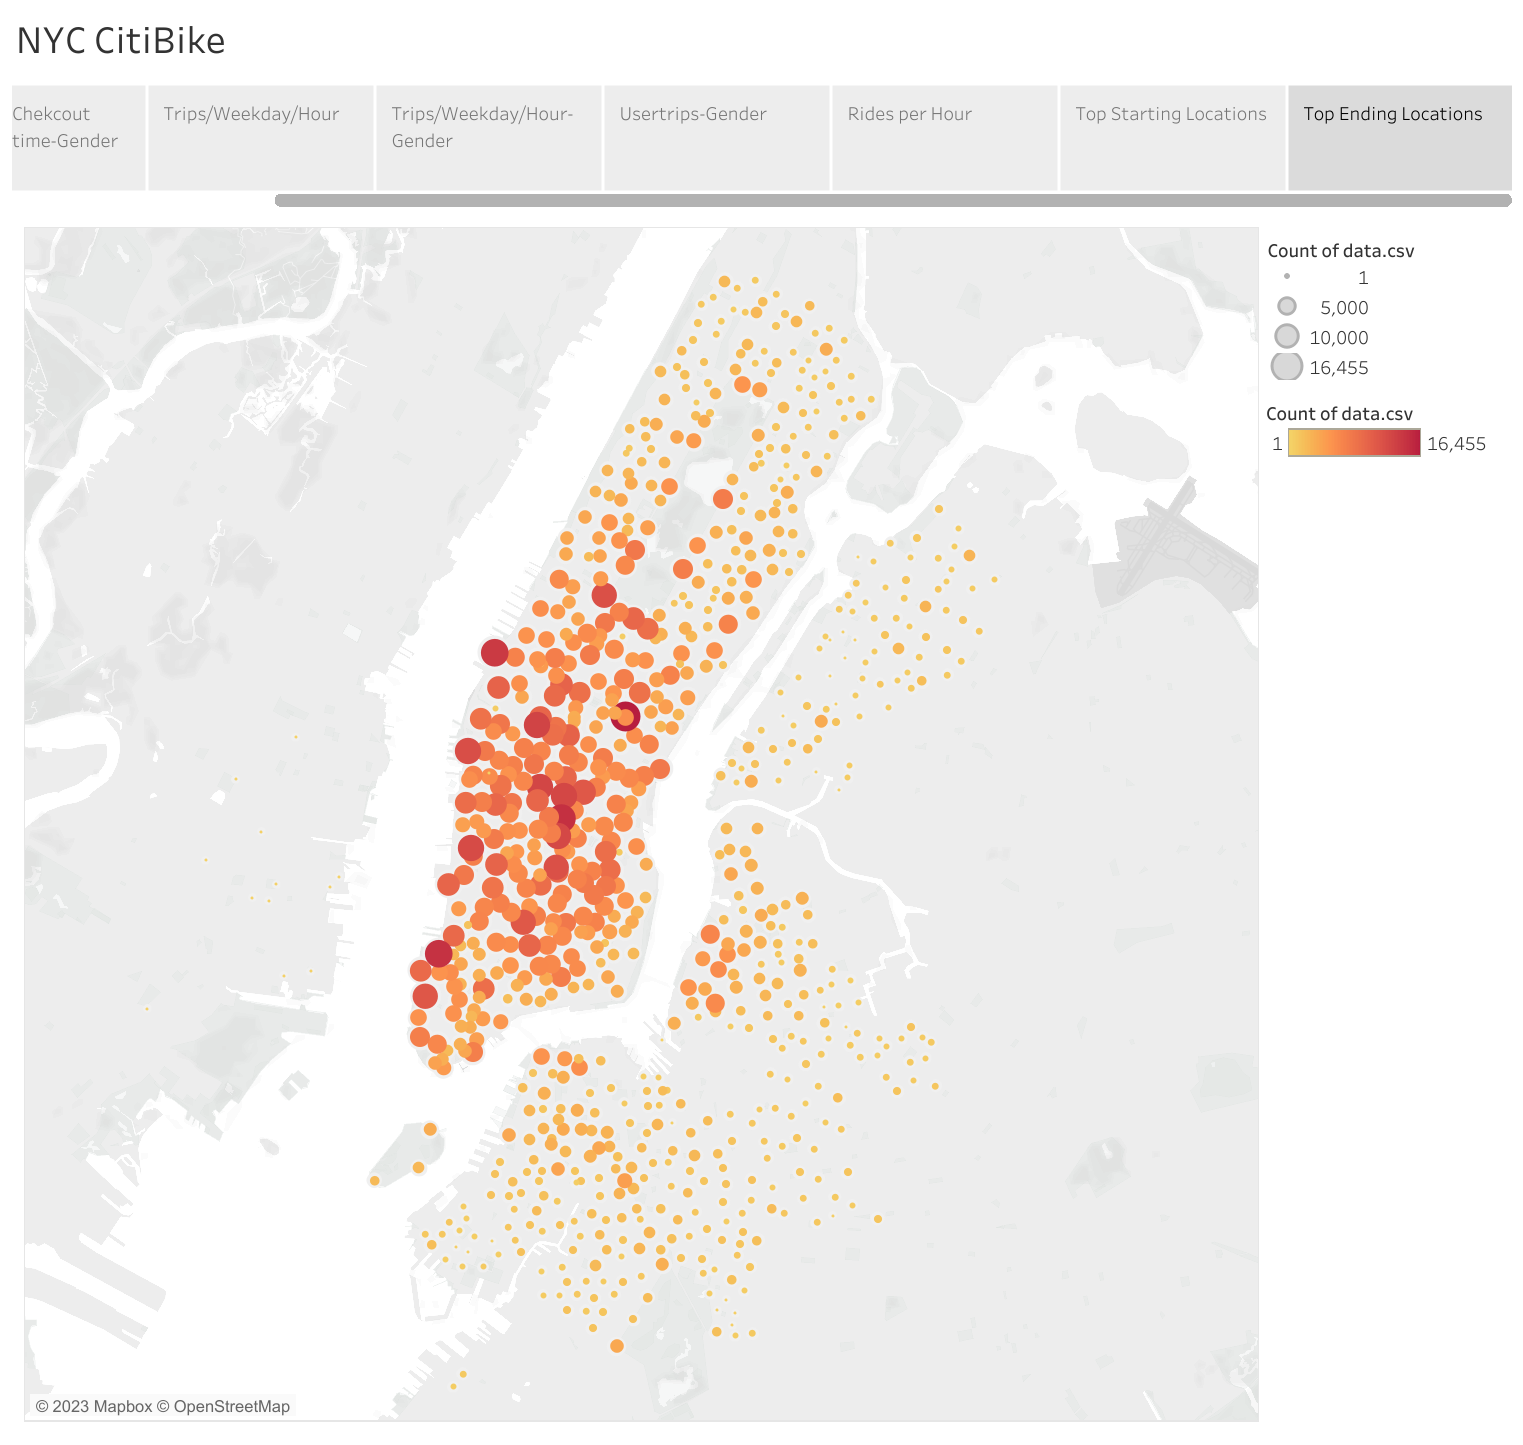 NYC CitiBike
Chekcout
time-Gender
Trips/Weekday/Hour
Trips/Weekday/Hour-
Gender
Usertrips-Gender
Rides per Hour
Top Starting Locations
Top Ending Locations
Count of data.csv
1
5,000
10,000
16,455
Count of data.csv
1 16,455
© 2023 Mapbox © OpenStreetMap